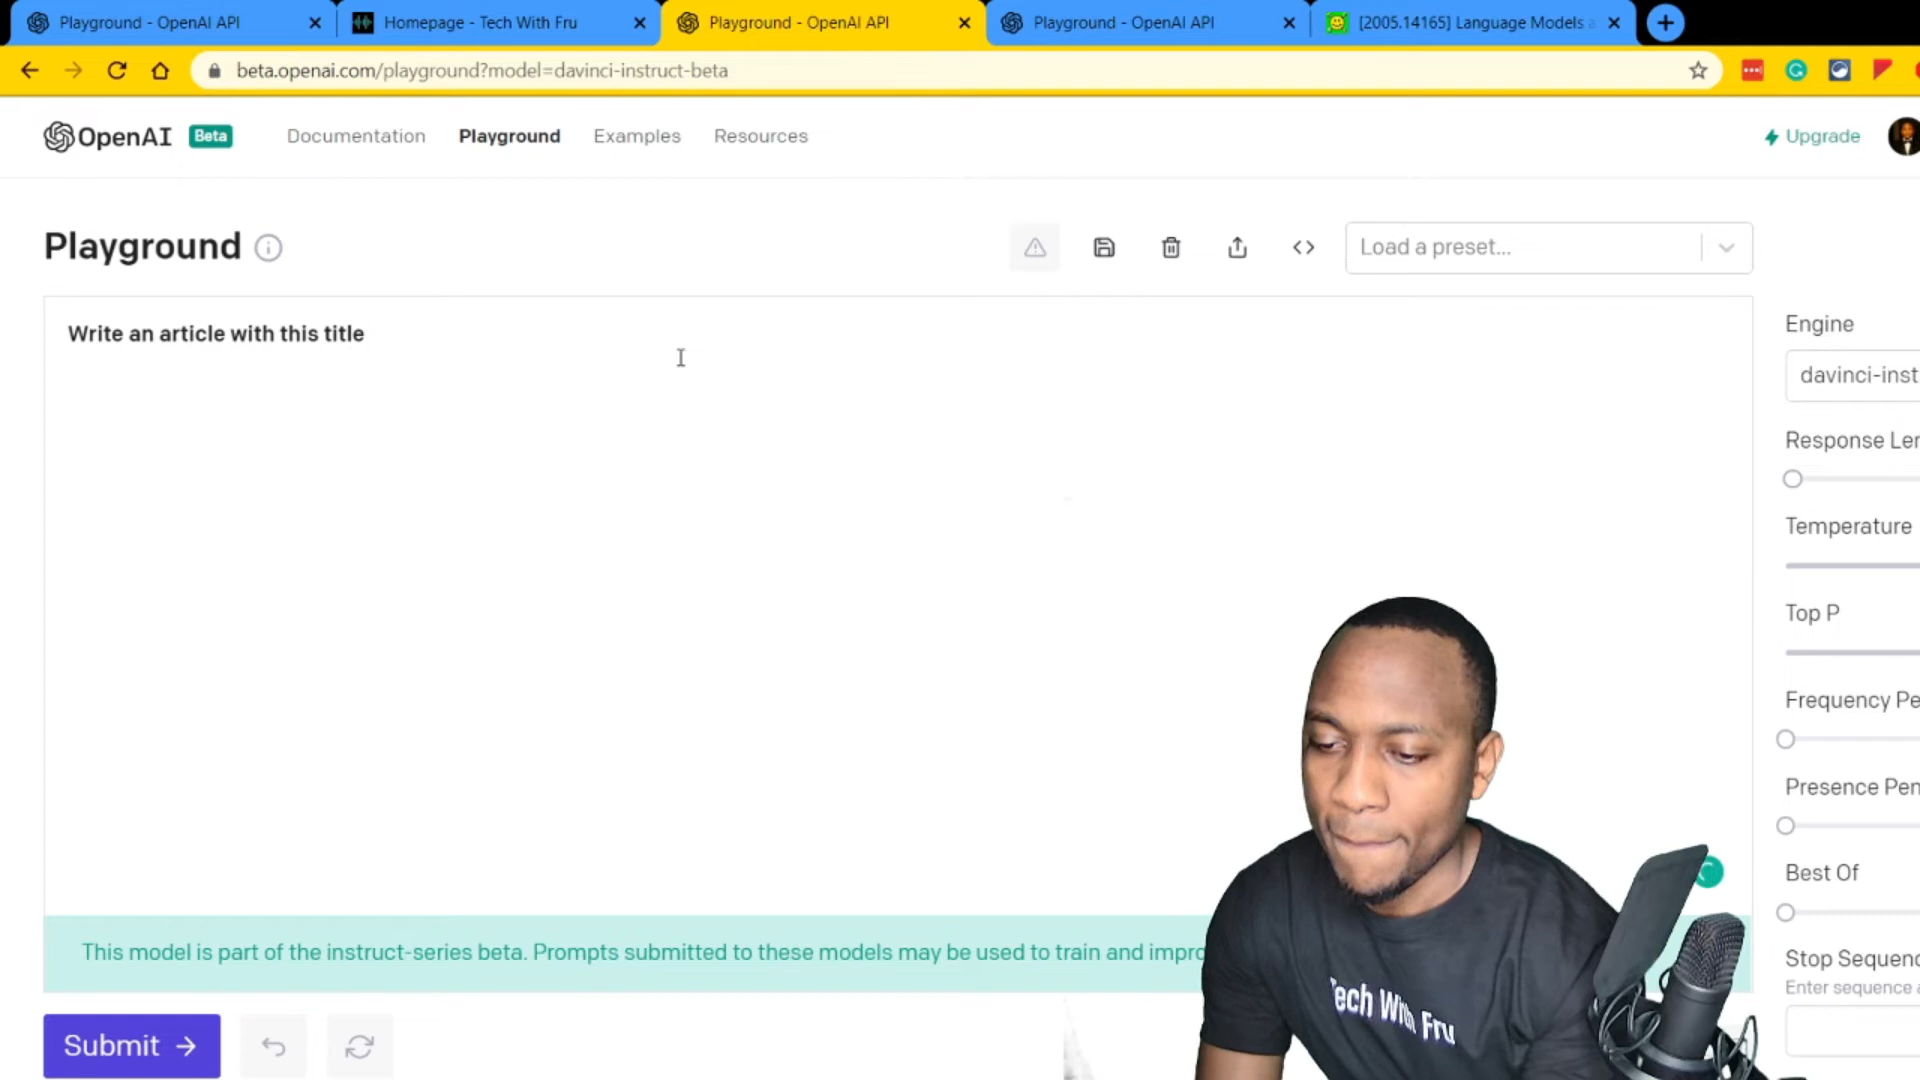 Playground - OpenAI API
Homepage - Tech With Fru
Playground - OpenAI API
Playground - OpenAI API
[2005.14165] Language Models a
beta.openai.com/playground?model=davinci-instruct-beta
OpenAI Beta Documentation Playground Examples Resources Upgrade
Playground
Load a preset...
Write an article with this title
Engine
davinci-inst
Response Ler
Temperature
Top P
Frequency Pe
Presence Pen
Best Of
Stop Sequenc
Enter sequence a
This model is part of the instruct-series beta. Prompts submitted to these models may be used to train and impro
Submit →
Tech With Fru